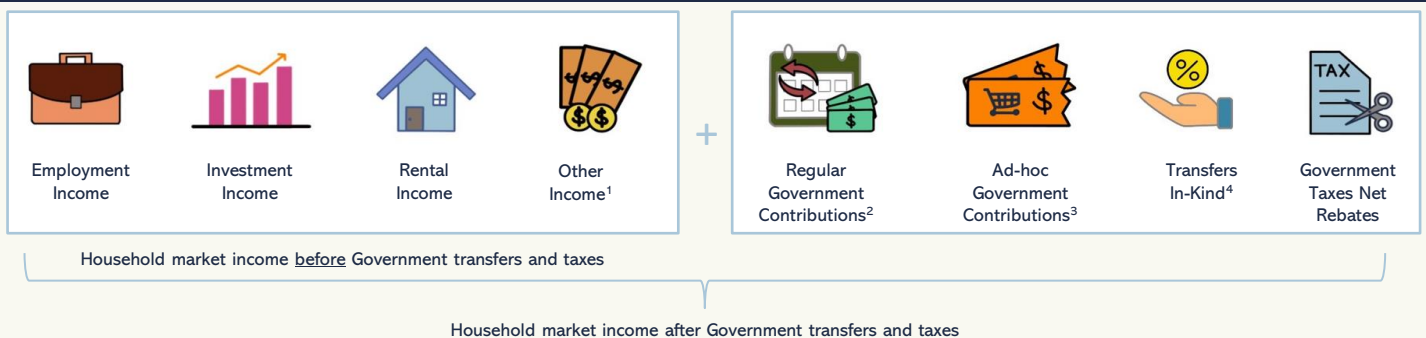 Employment
Income
Investment
Income
Rental
Income
$ $ $
$ $
Other
Income¹
+
$
Regular
Government
Contributions²
$
$
Ad-hoc
Government
Contributions³
%
Transfers
In-Kind⁴
TAX
Government
Taxes Net
Rebates
Household market income before Government transfers and taxes
Household market income after Government transfers and taxes